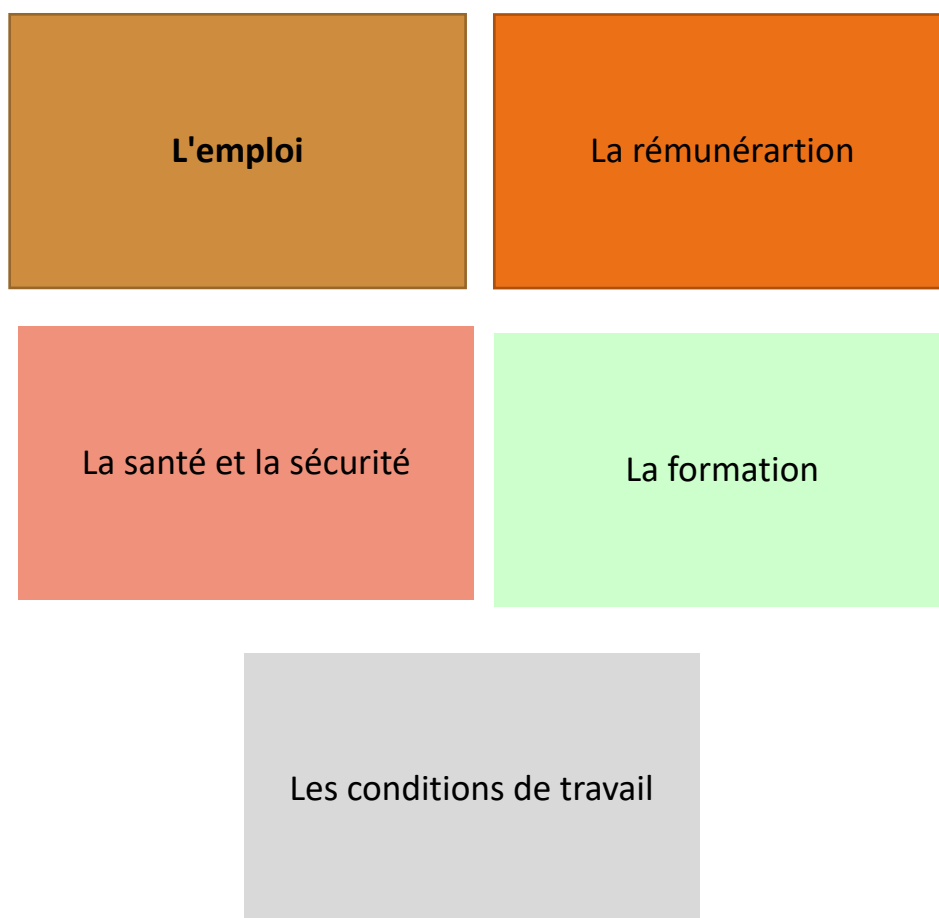 L'emploi
La rémunérartion
La santé et la sécurité
La formation
Les conditions de travail